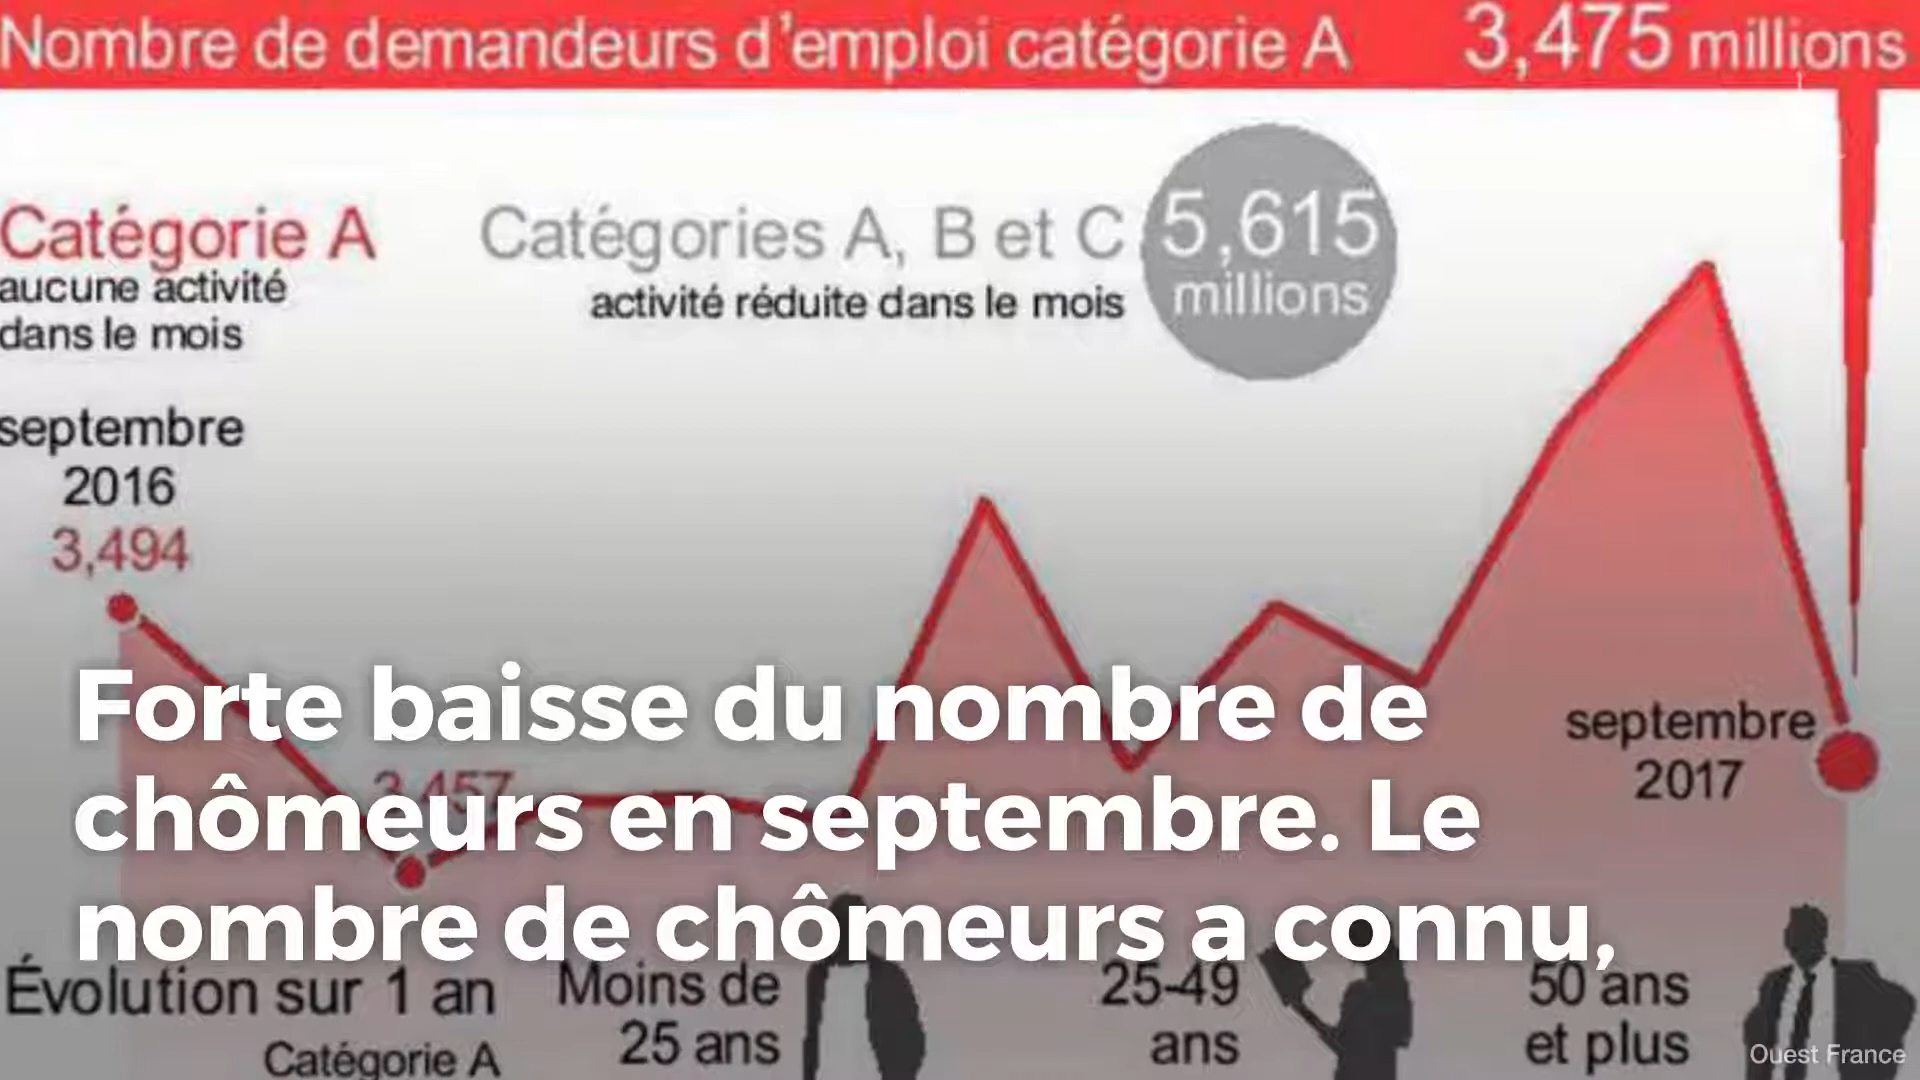 Nombre de demandeurs d'emploi catégorie A 3,475 millions
Catégorie A
aucune activité
dans le mois
Catégories A, B et C
activité réduite dans le mois
5,615
millions
septembre
2016
3,494
3,457
septembre
2017
Forte baisse du nombre de
chômeurs en septembre. Le
nombre de chômeurs a connu,
Évolution sur 1 an
Catégorie A
Moins de
25 ans
25-49
ans
50 ans
et plus
Ouest France